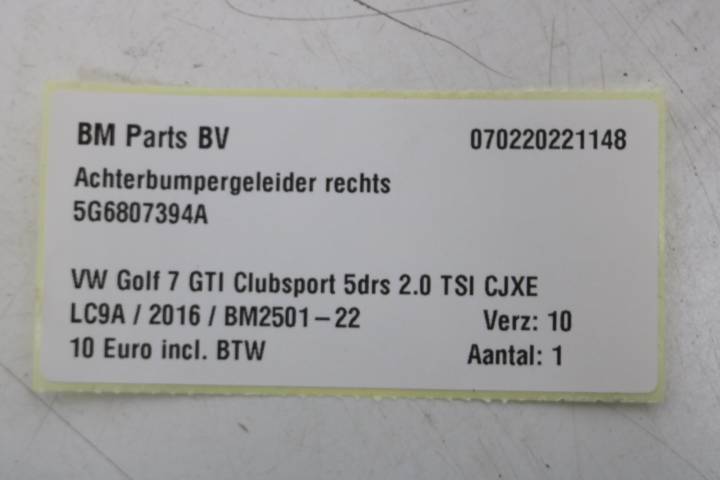 BM Parts BV 070220221148
Achterbumpergeleider rechts
5G6807394A
VW Golf 7 GTI Clubsport 5drs 2.0 TSI CJXE
LC9A / 2016 / BM2501-22 Verz: 10
10 Euro incl. BTW Aantal: 1